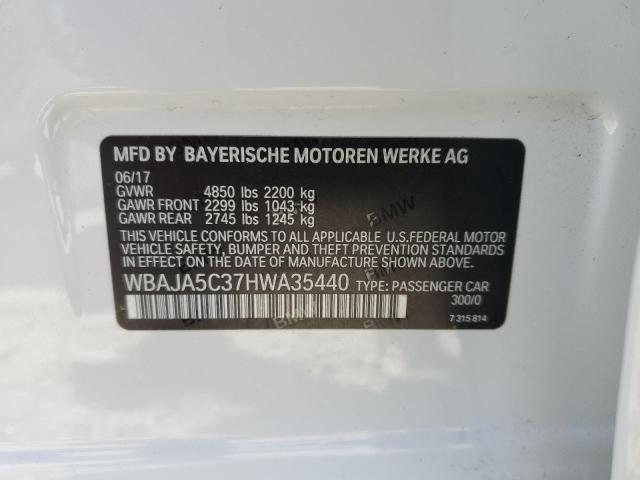 MFD BY BAYERISCHE MOTOREN WERKE AG
06/17
GVWR 4850 lbs 2200 kg
GAWR FRONT 2299 lbs 1043 kg
GAWR REAR 2745 lbs 1245 kg
THIS VEHICLE CONFORMS TO ALL APPLICABLE U.S.FEDERAL MOTOR
VEHICLE SAFETY, BUMPER AND THEFT PREVENTION STANDARDS
IN EFFECT ON THE DATE OF MANUFACTURE SHOWN ABOVE.
WBAJA5C37HWA35440 TYPE: PASSENGER CAR
300/0
7 315 814